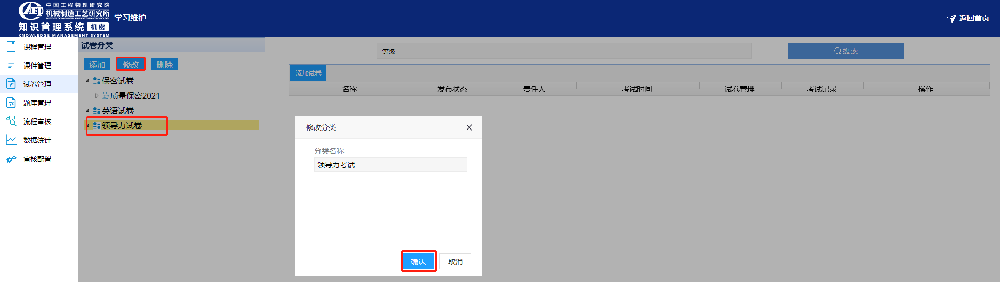 中国工程物理研究院
机械制造工艺研究所
INSTITUTE OF MACHINERY MANUFACTURING TECHNOLOGY
知识管理系统 机密
KNOWLEDGE MANAGEMENT SYSTEM
学习维护
返回首页
课程管理
课件管理
试卷管理
题库管理
流程审核
数据统计
审核配置
试卷分类
添加 修改 删除
保密试卷
质量保密2021
英语试卷
领导力试卷
等级 搜 索
添加试卷
名称 发布状态 责任人 考试时间 试卷管理 考试记录 操作
修改分类
分类名称
领导力考试
确认 取消